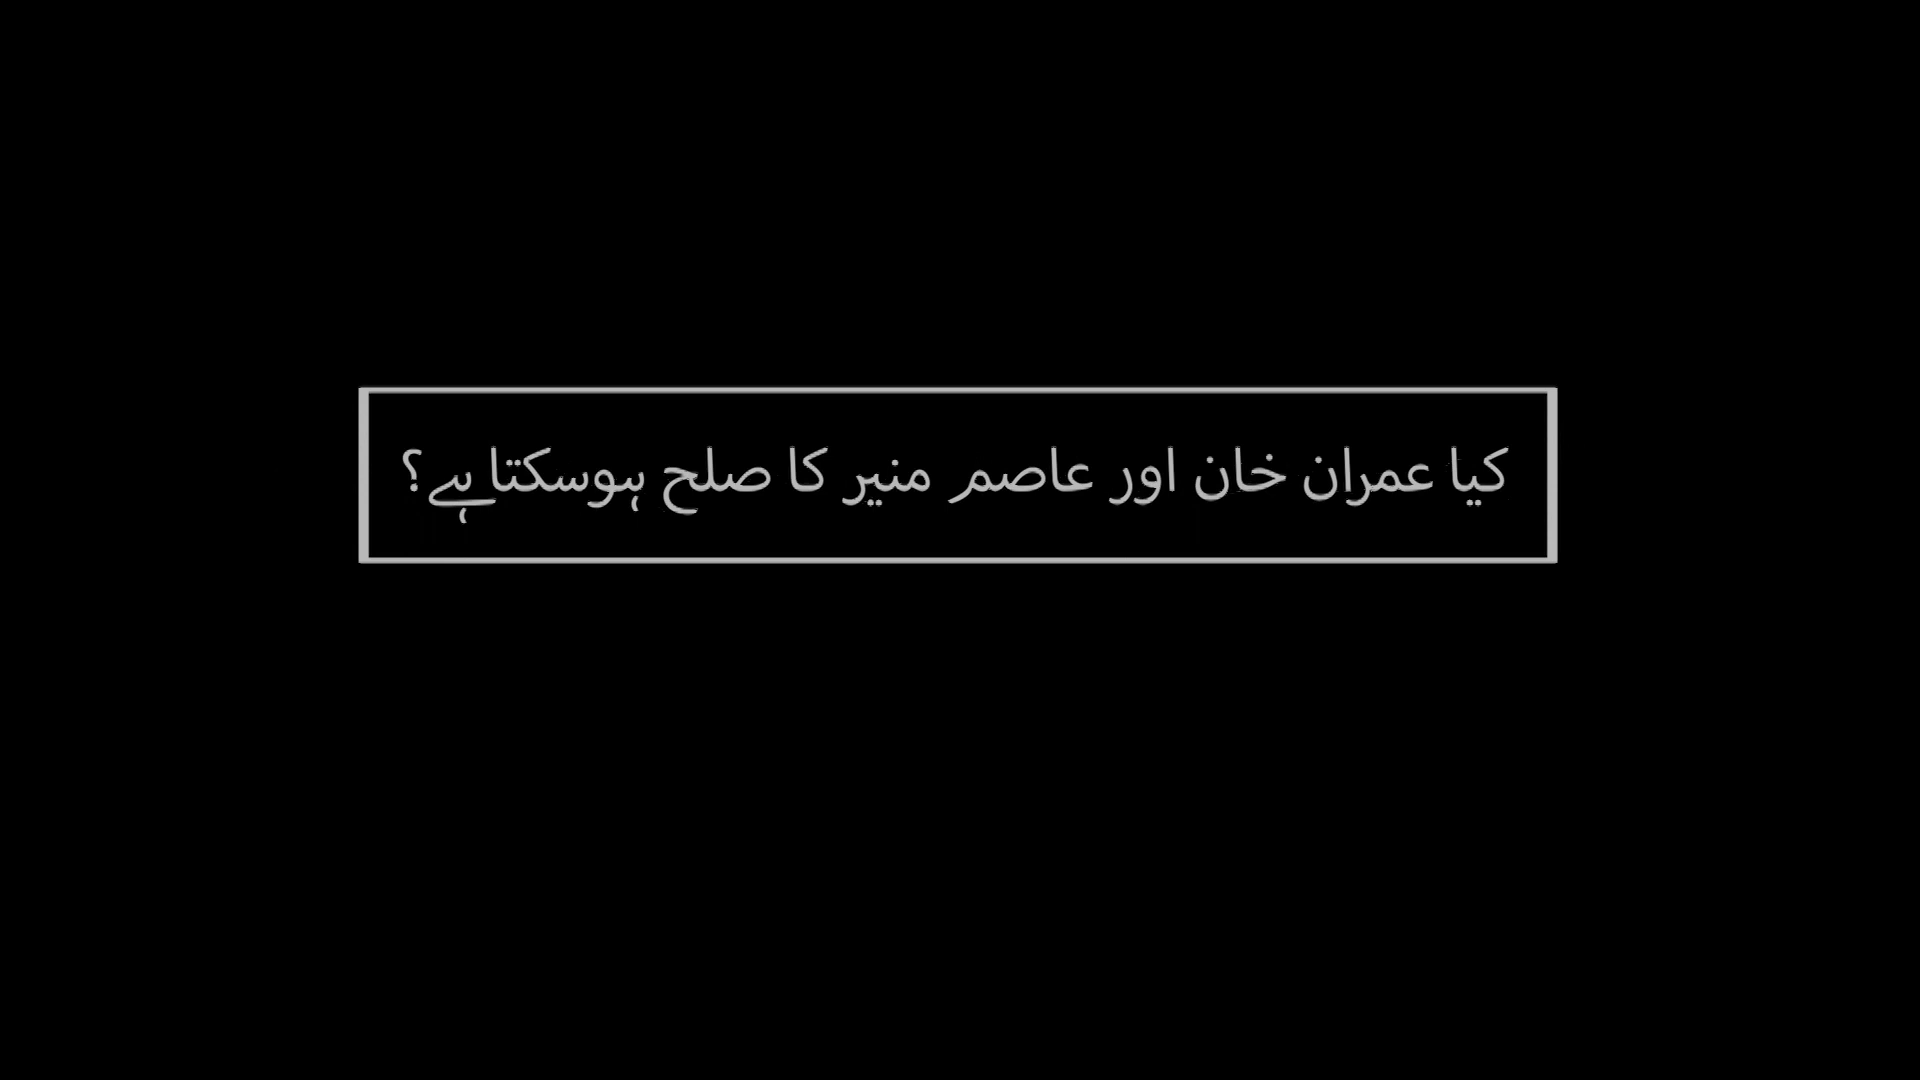 کیا عمران خان اور عاصم منیر کا صلح ہوسکتا ہے؟